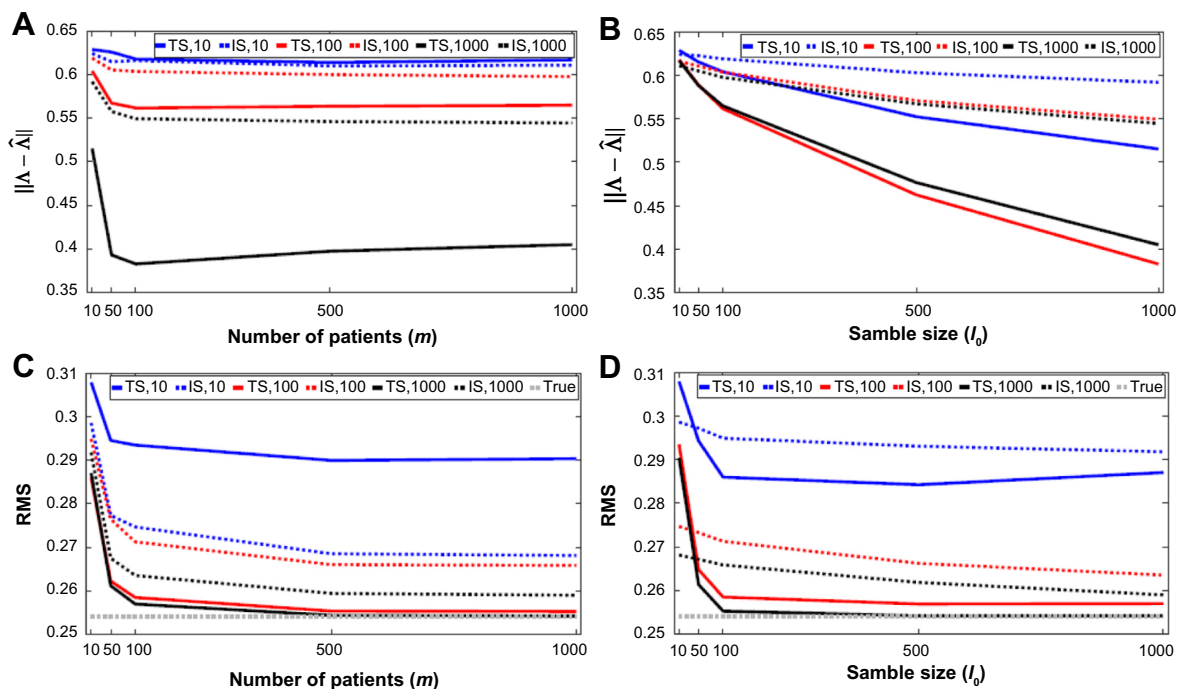 A
0.65
TS,10 IS,10 TS,100 IS,100 TS,1000 IS,1000
0.6
0.55
0.5
0.45
0.4
0.35
||Λ − Λ̂||
10 50 100 500 1000
Number of patients (m)
B
0.65
TS,10 IS,10 TS,100 IS,100 TS,1000 IS,1000
0.6
0.55
0.5
0.45
0.4
0.35
||Λ − Λ̂||
10 50 100 500 1000
Samble size (l₀)
C
0.31
TS,10 IS,10 TS,100 IS,100 TS,1000 IS,1000 True
0.3
0.29
0.28
0.27
0.26
0.25
RMS
10 50 100 500 1000
Number of patients (m)
D
0.31
TS,10 IS,10 TS,100 IS,100 TS,1000 IS,1000 True
0.3
0.29
0.28
0.27
0.26
0.25
RMS
10 50 100 500 1000
Samble size (l₀)